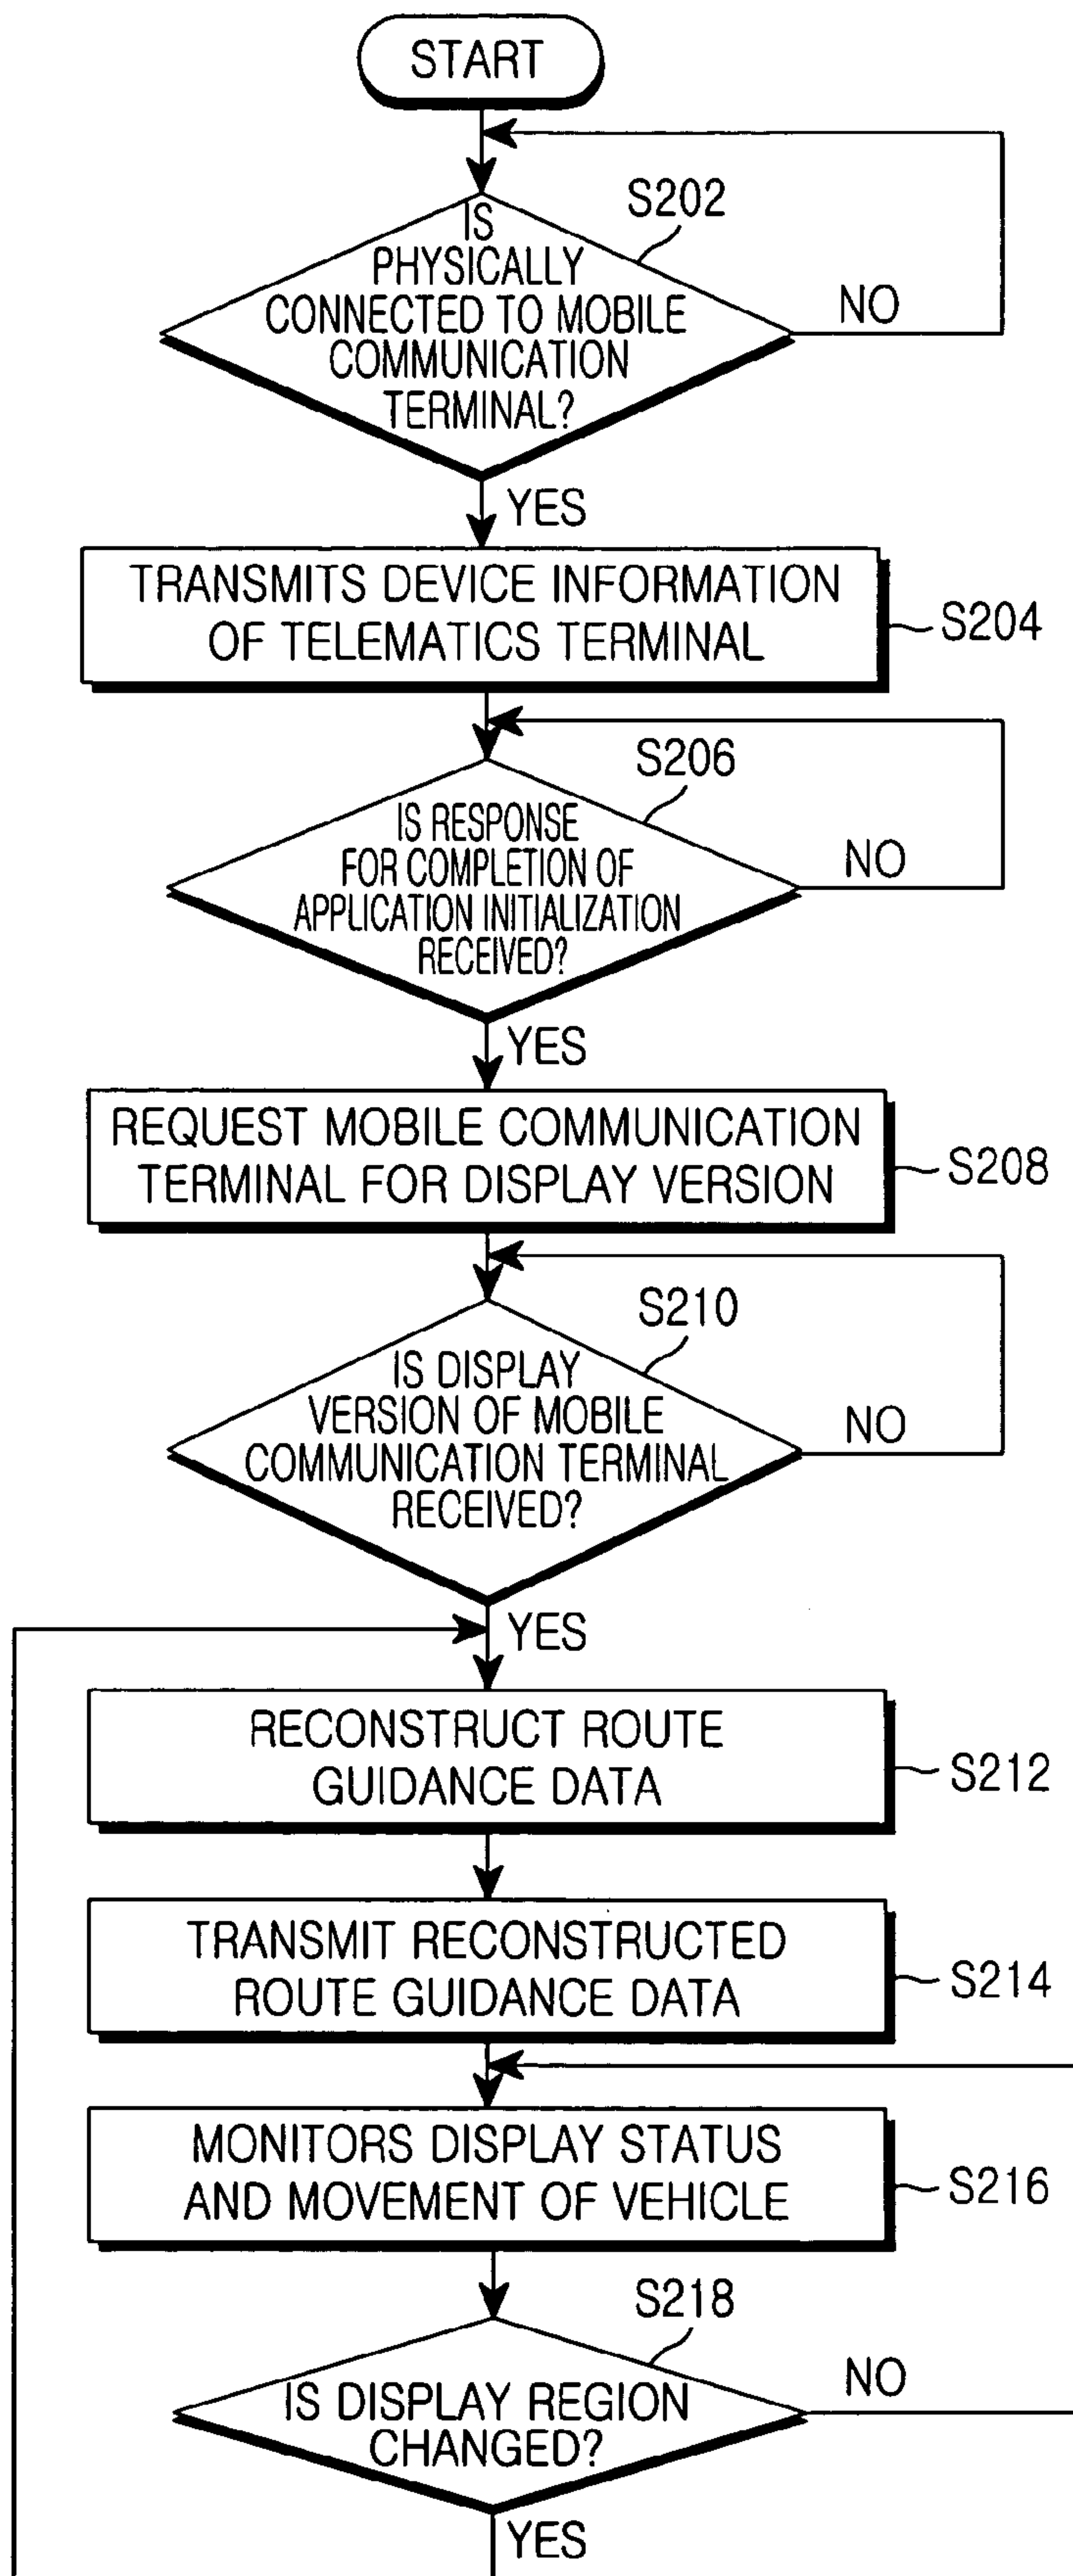 START
S202
IS
PHYSICALLY
CONNECTED TO MOBILE
COMMUNICATION
TERMINAL?
NO
YES
TRANSMITS DEVICE INFORMATION
OF TELEMATICS TERMINAL
S204
S206
IS RESPONSE
FOR COMPLETION OF
APPLICATION INITIALIZATION
RECEIVED?
NO
YES
REQUEST MOBILE COMMUNICATION
TERMINAL FOR DISPLAY VERSION
S208
S210
IS DISPLAY
VERSION OF MOBILE
COMMUNICATION TERMINAL
RECEIVED?
NO
YES
RECONSTRUCT ROUTE
GUIDANCE DATA
S212
TRANSMIT RECONSTRUCTED
ROUTE GUIDANCE DATA
S214
MONITORS DISPLAY STATUS
AND MOVEMENT OF VEHICLE
S216
S218
IS DISPLAY REGION
CHANGED?
NO
YES